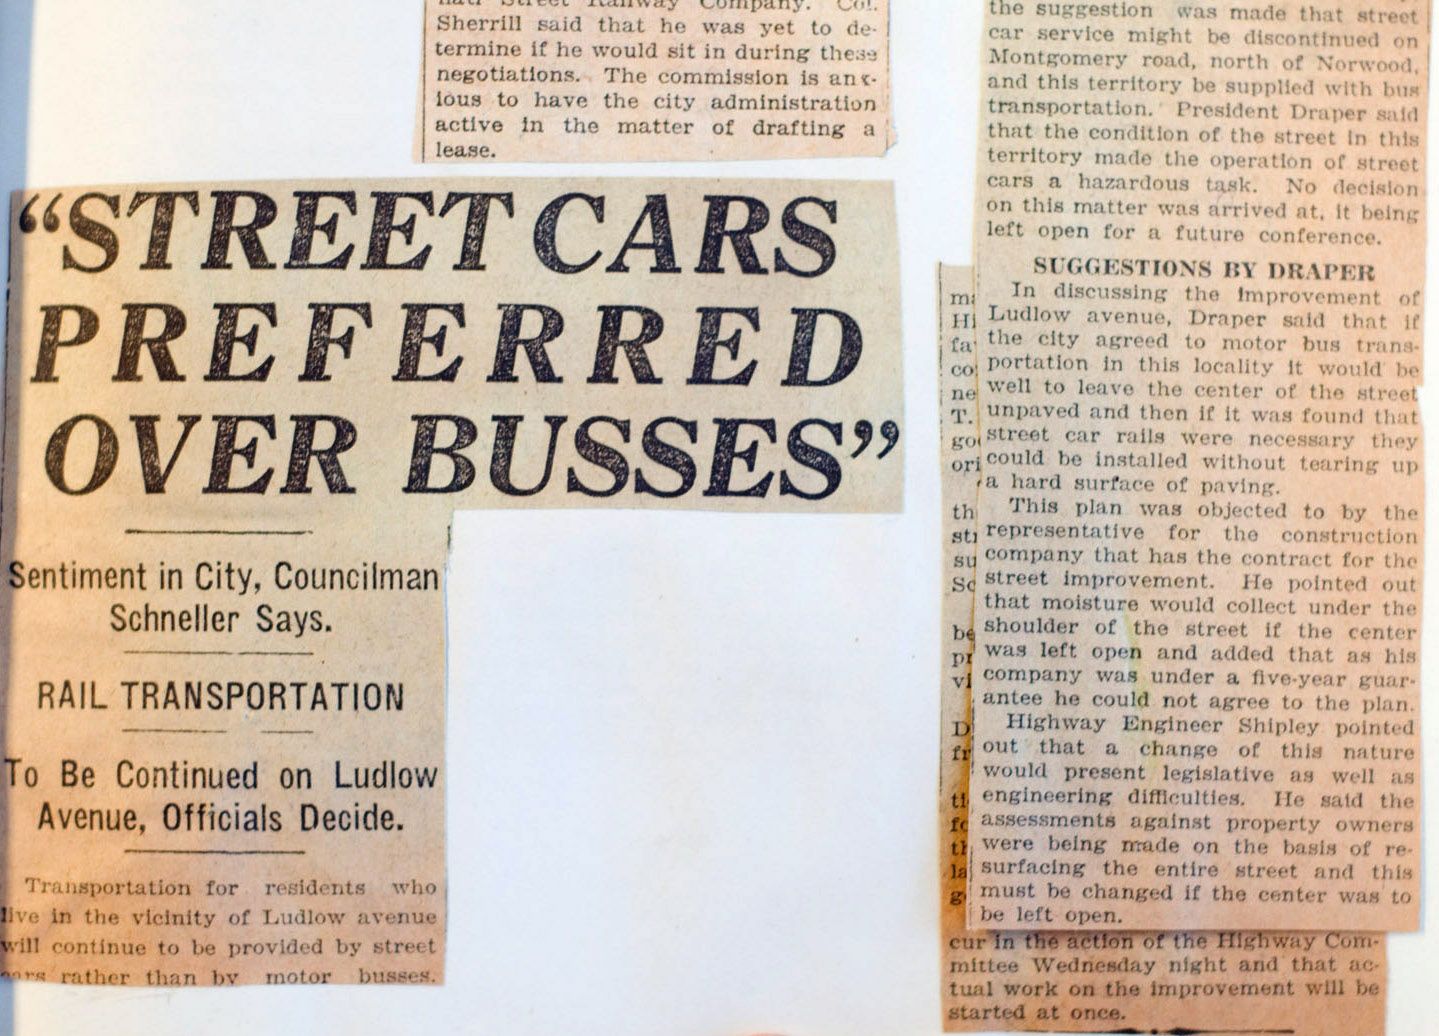 nati Street Railway Company. Col.
Sherrill said that he was yet to de-
termine if he would sit in during these
negotiations. The commission is anx-
ious to have the city administration
active in the matter of drafting a
lease.
“STREET CARS
PREFERRED
OVER BUSSES”
Sentiment in City, Councilman
Schneller Says.
RAIL TRANSPORTATION
To Be Continued on Ludlow
Avenue, Officials Decide.
Transportation for residents who
live in the vicinity of Ludlow avenue
will continue to be provided by street
cars rather than by motor busses.
the suggestion was made that street
car service might be discontinued on
Montgomery road, north of Norwood,
and this territory be supplied with bus
transportation. President Draper said
that the condition of the street in this
territory made the operation of street
cars a hazardous task. No decision
on this matter was arrived at, it being
left open for a future conference.
SUGGESTIONS BY DRAPER
In discussing the improvement of
Ludlow avenue, Draper said that if
the city agreed to motor bus trans-
portation in this locality it would be
well to leave the center of the street
unpaved and then if it was found that
street car rails were necessary they
could be installed without tearing up
a hard surface of paving.
This plan was objected to by the
representative for the construction
company that has the contract for the
street improvement. He pointed out
that moisture would collect under the
shoulder of the street if the center
was left open and added that as his
company was under a five-year guar-
antee he could not agree to the plan.
Highway Engineer Shipley pointed
out that a change of this nature
would present legislative as well as
engineering difficulties. He said the
assessments against property owners
were being made on the basis of re-
surfacing the entire street and this
must be changed if the center was to
be left open.
cur in the action of the Highway Com-
mittee Wednesday night and that ac-
tual work on the improvement will be
started at once.